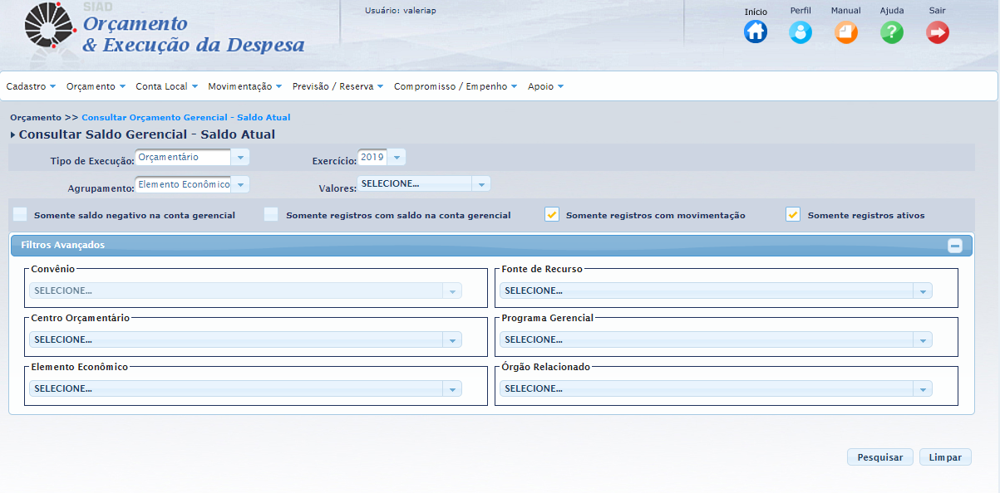 SIAD
Orçamento
& Execução da Despesa
Usuário: valeriap
Início Perfil Manual Ajuda Sair
Cadastro Orçamento Conta Local Movimentação Previsão / Reserva Compromisso / Empenho Apoio
Orçamento >> Consultar Orçamento Gerencial - Saldo Atual
Consultar Saldo Gerencial - Saldo Atual
Tipo de Execução: Orçamentário Exercício: 2019
Agrupamento: Elemento Econômico Valores: SELECIONE...
Somente saldo negativo na conta gerencial Somente registros com saldo na conta gerencial Somente registros com movimentação Somente registros ativos
Filtros Avançados
Convênio Fonte de Recurso
SELECIONE... SELECIONE...
Centro Orçamentário Programa Gerencial
SELECIONE... SELECIONE...
Elemento Econômico Órgão Relacionado
SELECIONE... SELECIONE...
Pesquisar Limpar